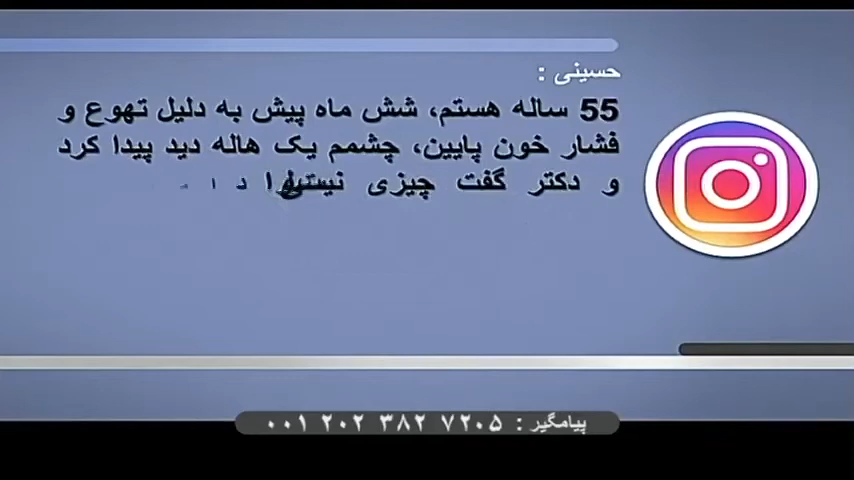 حسینی :
55 ساله هستم، شش ماه پیش به دلیل تهوع و
فشار خون پایین، چشمم یک هاله دید پیدا کرد
و دکتر گفت چیزی
پیامگیر : ۰۰۱ ۲۰۲ ۳۸۲ ۷۲۰۵